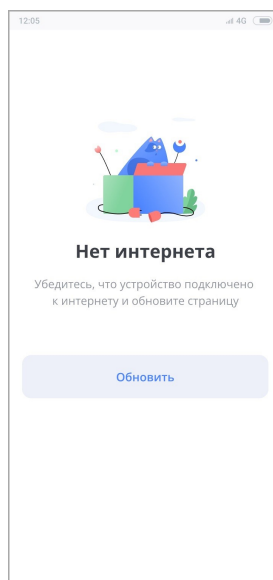 12:05
4G
Нет интернета
Убедитесь, что устройство подключено
к интернету и обновите страницу
Обновить